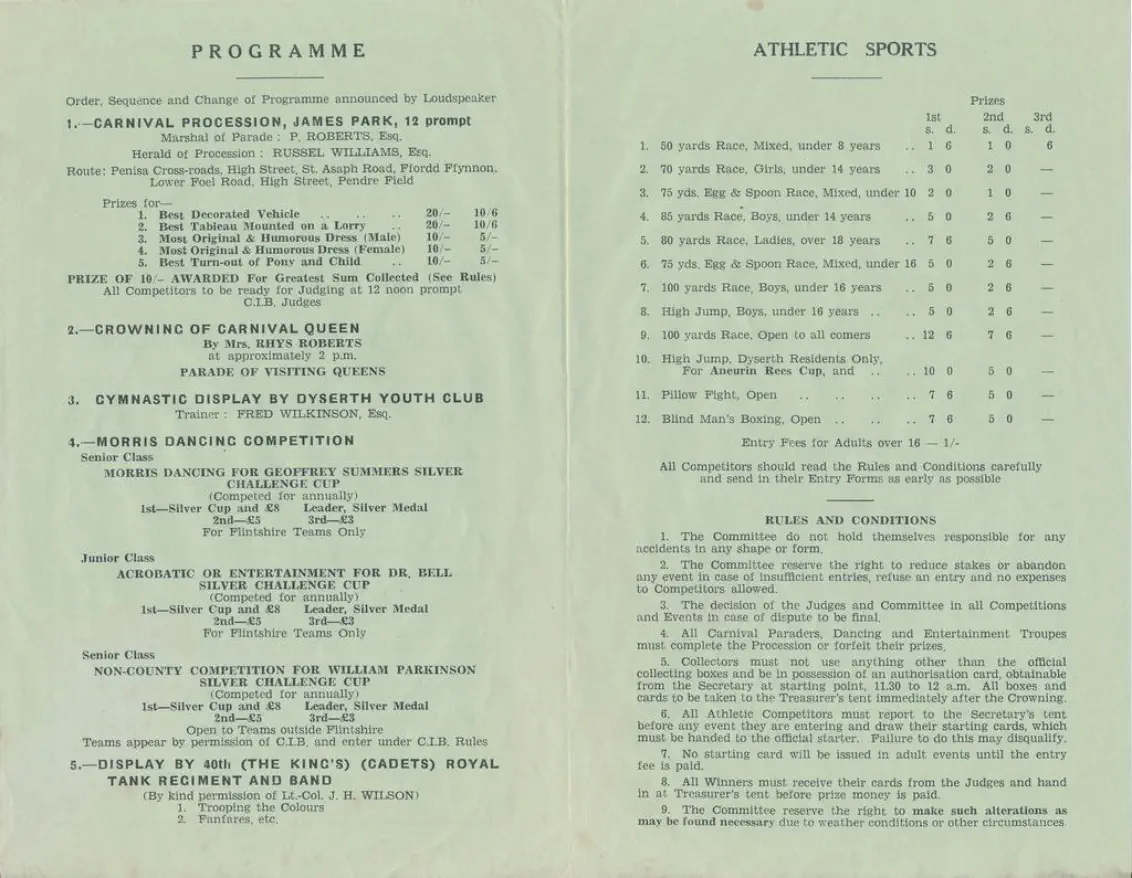 PROGRAMME
Order, Sequence and Change of Programme announced by Loudspeaker
1.—CARNIVAL PROCESSION, JAMES PARK, 12 prompt
Marshal of Parade : P. ROBERTS, Esq.
Herald of Procession : RUSSEL WILLIAMS, Esq.
Route: Penisa Cross-roads, High Street, St. Asaph Road, Ffordd Ffynnon,
Lower Foel Road, High Street, Pendre Field
Prizes for—
1. Best Decorated Vehicle .. .. .. 20/- 10/6
2. Best Tableau Mounted on a Lorry .. 20/- 10/6
3. Most Original & Humorous Dress (Male) 10/- 5/-
4. Most Original & Humorous Dress (Female) 10/- 5/-
5. Best Turn-out of Pony and Child .. 10/- 5/-
PRIZE OF 10/- AWARDED For Greatest Sum Collected (See Rules)
All Competitors to be ready for Judging at 12 noon prompt
C.I.B. Judges
2.—CROWNING OF CARNIVAL QUEEN
By Mrs. RHYS ROBERTS
at approximately 2 p.m.
PARADE OF VISITING QUEENS
3. GYMNASTIC DISPLAY BY DYSERTH YOUTH CLUB
Trainer : FRED WILKINSON, Esq.
4.—MORRIS DANCING COMPETITION
Senior Class
MORRIS DANCING FOR GEOFFREY SUMMERS SILVER
CHALLENGE CUP
(Competed for annually)
1st—Silver Cup and £8 Leader, Silver Medal
2nd—£5 3rd—£3
For Flintshire Teams Only
Junior Class
ACROBATIC OR ENTERTAINMENT FOR DR. BELL
SILVER CHALLENGE CUP
(Competed for annually)
1st—Silver Cup and £8 Leader, Silver Medal
2nd—£5 3rd—£3
For Flintshire Teams Only
Senior Class
NON-COUNTY COMPETITION FOR WILLIAM PARKINSON
SILVER CHALLENGE CUP
(Competed for annually)
1st—Silver Cup and £8 Leader, Silver Medal
2nd—£5 3rd—£3
Open to Teams outside Flintshire
Teams appear by permission of C.I.B. and enter under C.I.B. Rules
5.—DISPLAY BY 40th (THE KING'S) (CADETS) ROYAL
TANK REGIMENT AND BAND
(By kind permission of Lt.-Col. J. H. WILSON)
1. Trooping the Colours
2. Fanfares, etc.
ATHLETIC SPORTS
Prizes
1st 2nd 3rd
s. d. s. d. s. d.
1. 50 yards Race, Mixed, under 8 years .. 1 6 1 0 6
2. 70 yards Race, Girls, under 14 years .. 3 0 2 0 —
3. 75 yds. Egg & Spoon Race, Mixed, under 10 2 0 1 0 —
4. 85 yards Race, Boys, under 14 years .. 5 0 2 6 —
5. 80 yards Race, Ladies, over 18 years .. 7 6 5 0 —
6. 75 yds. Egg & Spoon Race, Mixed, under 16 5 0 2 6 —
7. 100 yards Race, Boys, under 16 years .. 5 0 2 6 —
8. High Jump, Boys, under 16 years .. .. 5 0 2 6 —
9. 100 yards Race, Open to all comers .. 12 6 7 6 —
10. High Jump, Dyserth Residents Only,
For Aneurin Rees Cup, and .. .. 10 0 5 0 —
11. Pillow Fight, Open .. .. .. .. 7 6 5 0 —
12. Blind Man's Boxing, Open .. .. .. 7 6 5 0 —
Entry Fees for Adults over 16 — 1/-
All Competitors should read the Rules and Conditions carefully
and send in their Entry Forms as early as possible
RULES AND CONDITIONS
1. The Committee do not hold themselves responsible for any
accidents in any shape or form.
2. The Committee reserve the right to reduce stakes or abandon
any event in case of insufficient entries, refuse an entry and no expenses
to Competitors allowed.
3. The decision of the Judges and Committee in all Competitions
and Events in case of dispute to be final.
4. All Carnival Paraders, Dancing and Entertainment Troupes
must complete the Procession or forfeit their prizes.
5. Collectors must not use anything other than the official
collecting boxes and be in possession of an authorisation card, obtainable
from the Secretary at starting point, 11.30 to 12 a.m. All boxes and
cards to be taken to the Treasurer's tent immediately after the Crowning.
6. All Athletic Competitors must report to the Secretary's tent
before any event they are entering and draw their starting cards, which
must be handed to the official starter. Failure to do this may disqualify.
7. No starting card will be issued in adult events until the entry
fee is paid.
8. All Winners must receive their cards from the Judges and hand
in at Treasurer's tent before prize money is paid.
9. The Committee reserve the right to make such alterations as
may be found necessary due to weather conditions or other circumstances